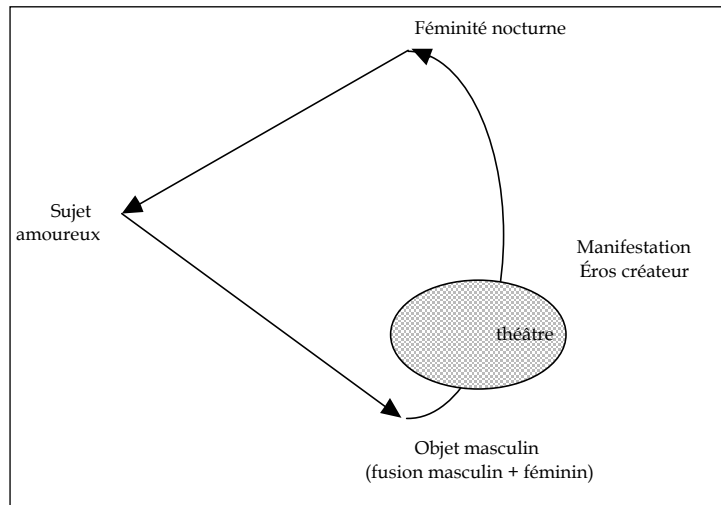 Féminité nocturne
Sujet
amoureux
Manifestation
Éros créateur
théâtre
Objet masculin
(fusion masculin + féminin)